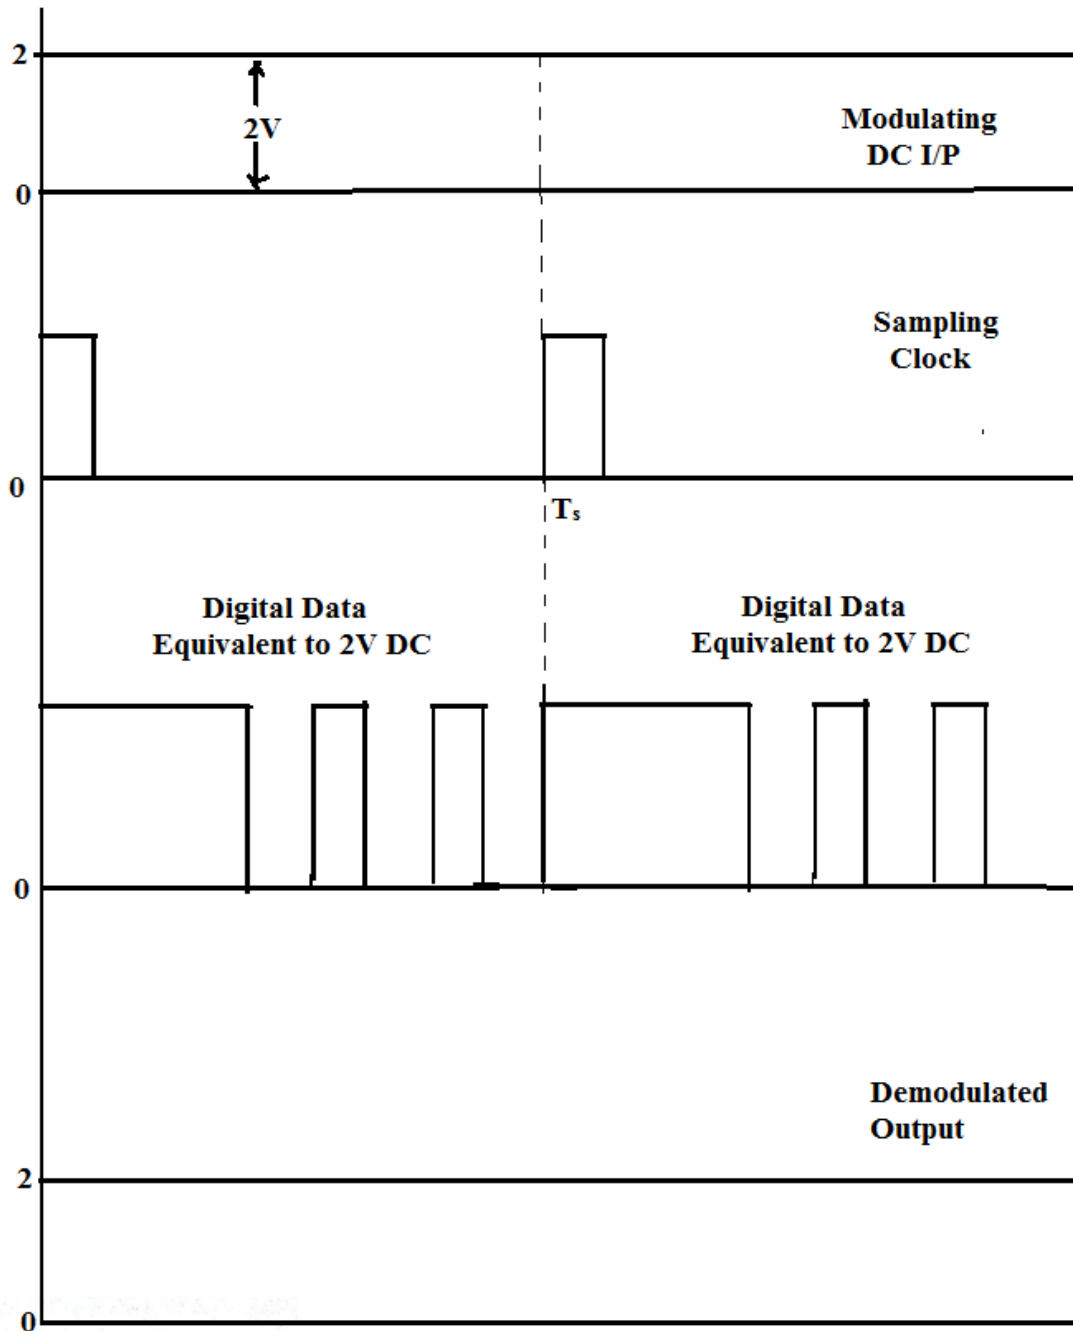 2
2V
Modulating
DC I/P
0
Sampling
Clock
0
Ts
Digital Data
Equivalent to 2V DC
Digital Data
Equivalent to 2V DC
0
Demodulated
Output
2
0